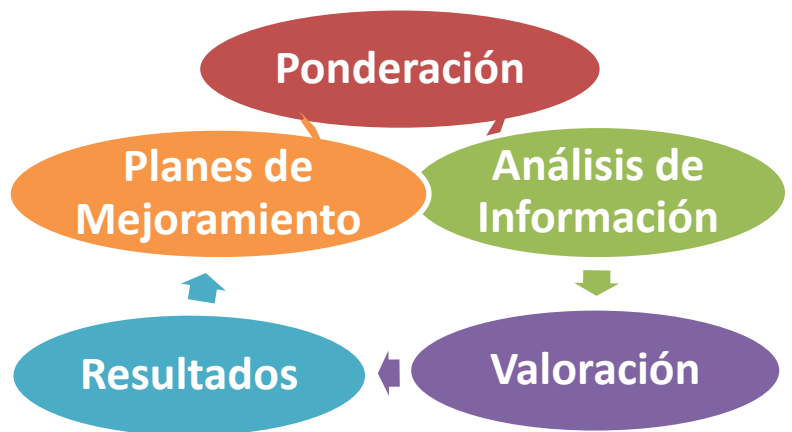 Ponderación
Planes de
Mejoramiento
Análisis de
Información
Resultados
Valoración